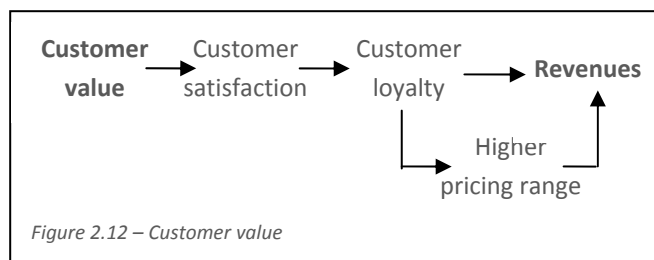 Customer
value
Customer
satisfaction
Customer
loyalty
Revenues
Higher
pricing range
Figure 2.12 – Customer value